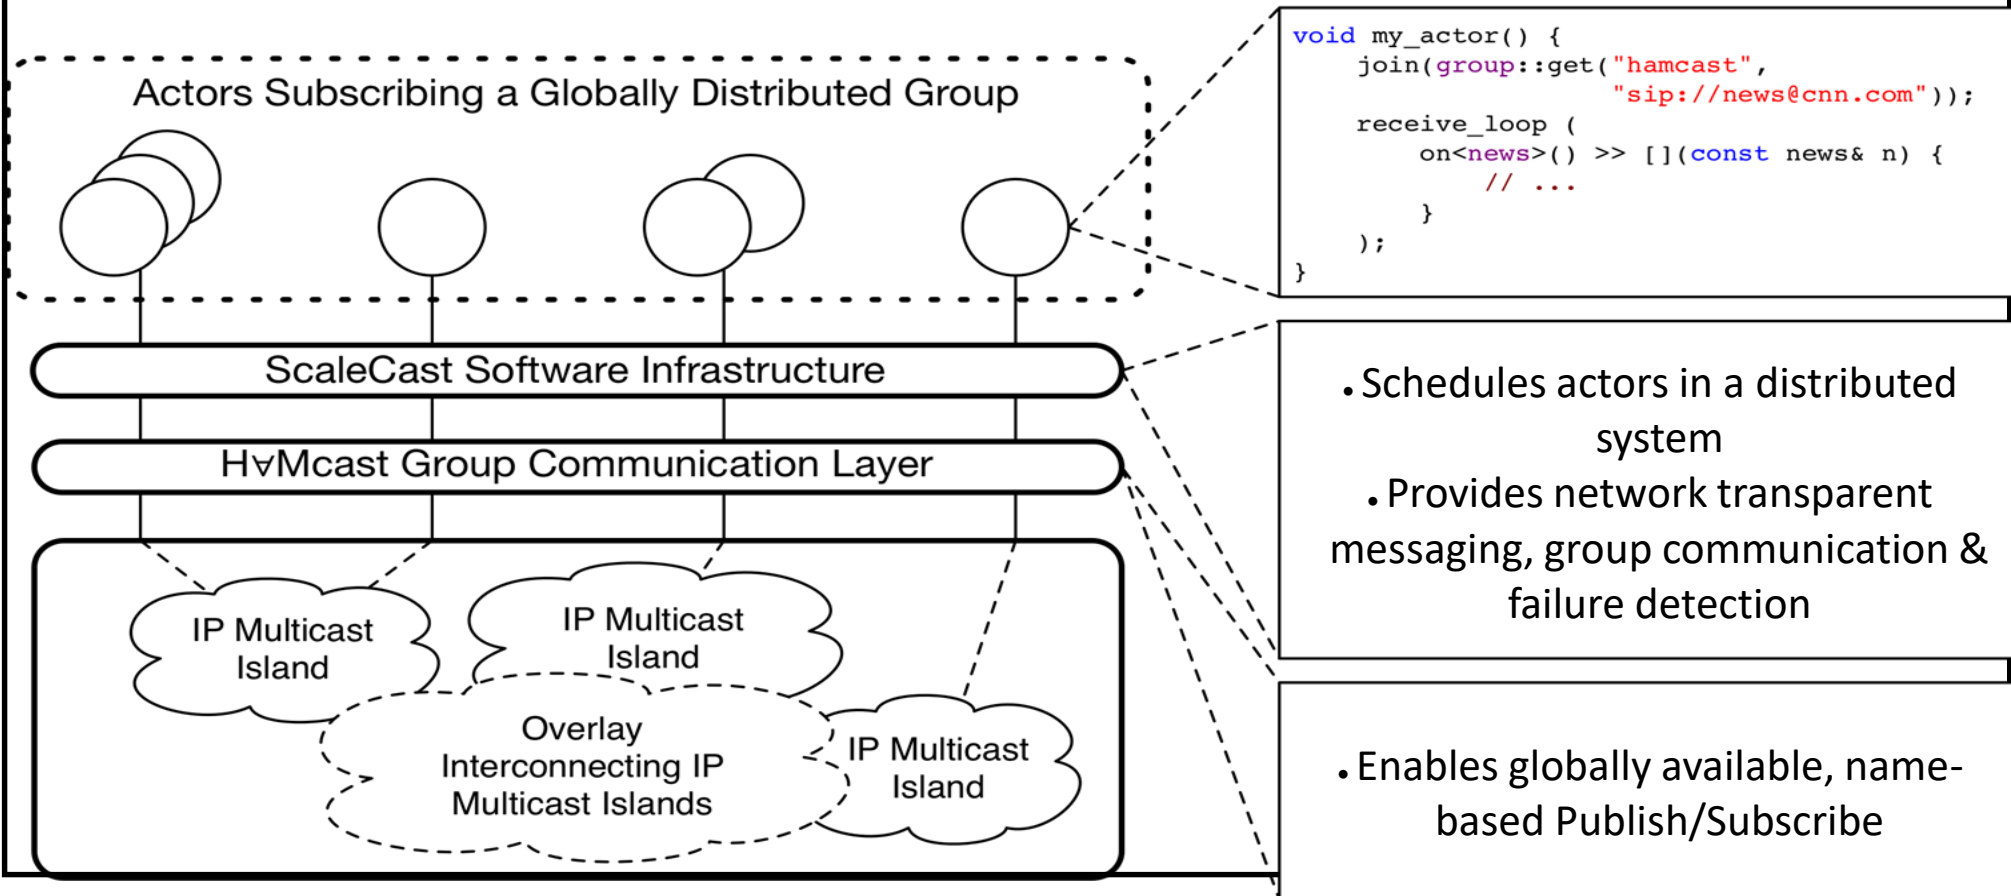 Actors Subscribing a Globally Distributed Group
void my_actor() {
    join(group::get("hamcast",
                    "sip://news@cnn.com"));
    receive_loop (
        on<news>() >> [](const news& n) {
            // ...
        }
    );
}
ScaleCast Software Infrastructure
H∀Mcast Group Communication Layer
IP Multicast
Island
IP Multicast
Island
Overlay
Interconnecting IP
Multicast Islands
IP Multicast
Island
• Schedules actors in a distributed
system
• Provides network transparent
messaging, group communication &
failure detection
• Enables globally available, name-
based Publish/Subscribe